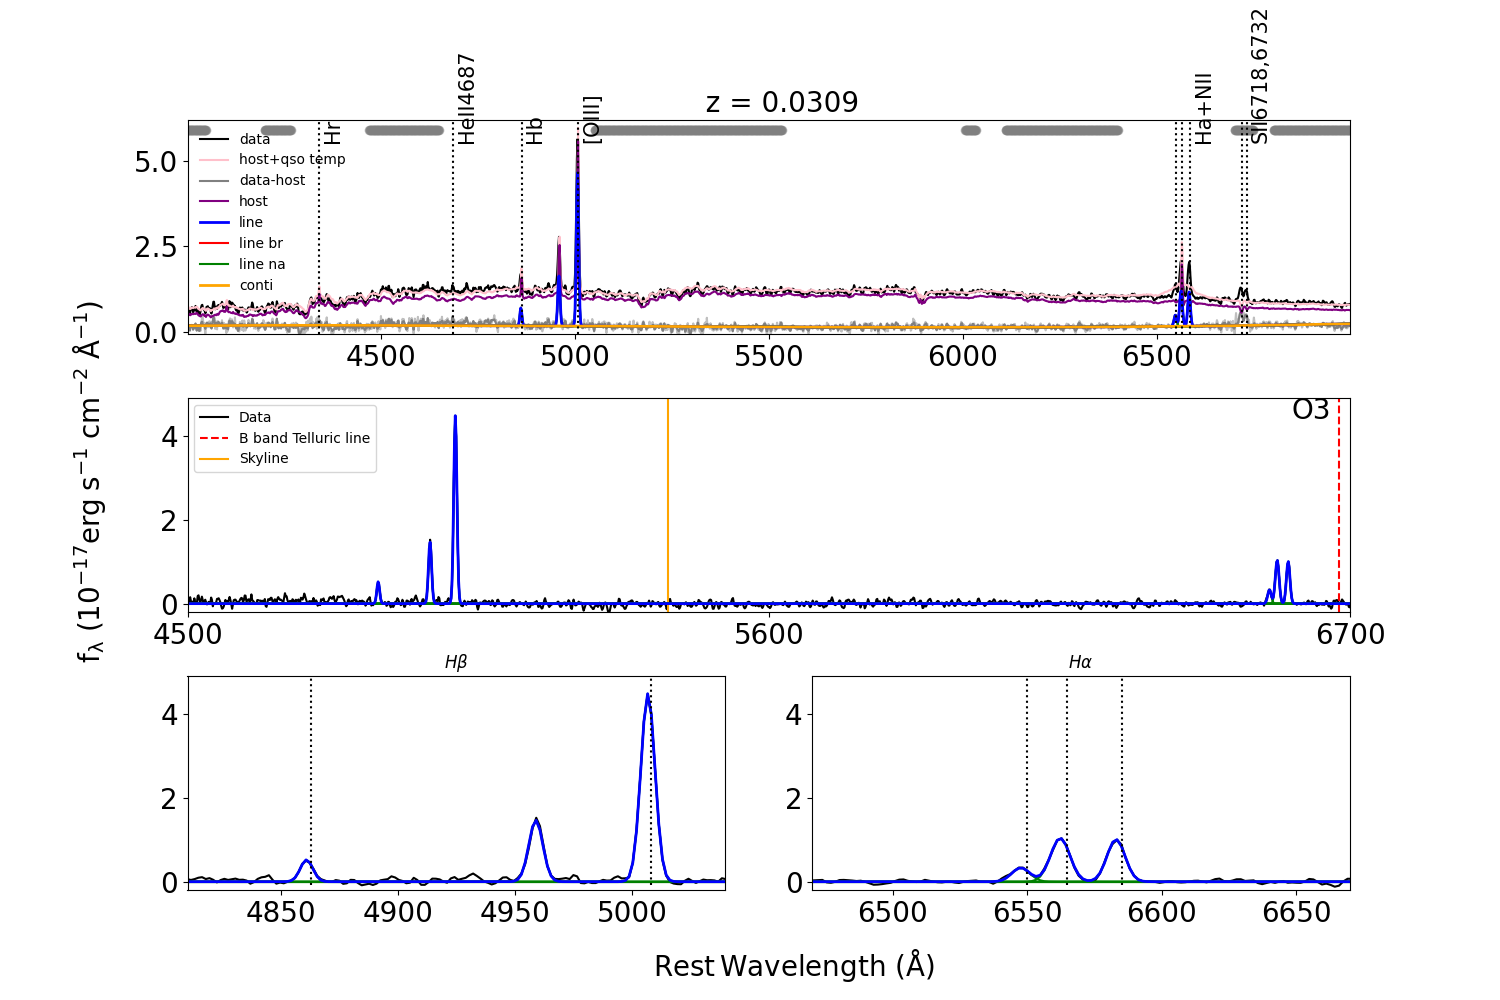 z = 0.0309
Hr
HeII4687
Hb
[OIII]
Ha+NII
SII6718,6732
data
host+qso temp
data-host
host
line
line br
line na
conti
5.0
2.5
0.0
4500 5000 5500 6000 6500
fλ (10−17erg s−1 cm−2 Å−1)
Data
B band Telluric line
Skyline
O3
4
2
0
4500 5600 6700
Hβ
4
2
0
4850 4900 4950 5000
Hα
4
2
0
6500 6550 6600 6650
Rest Wavelength (Å)